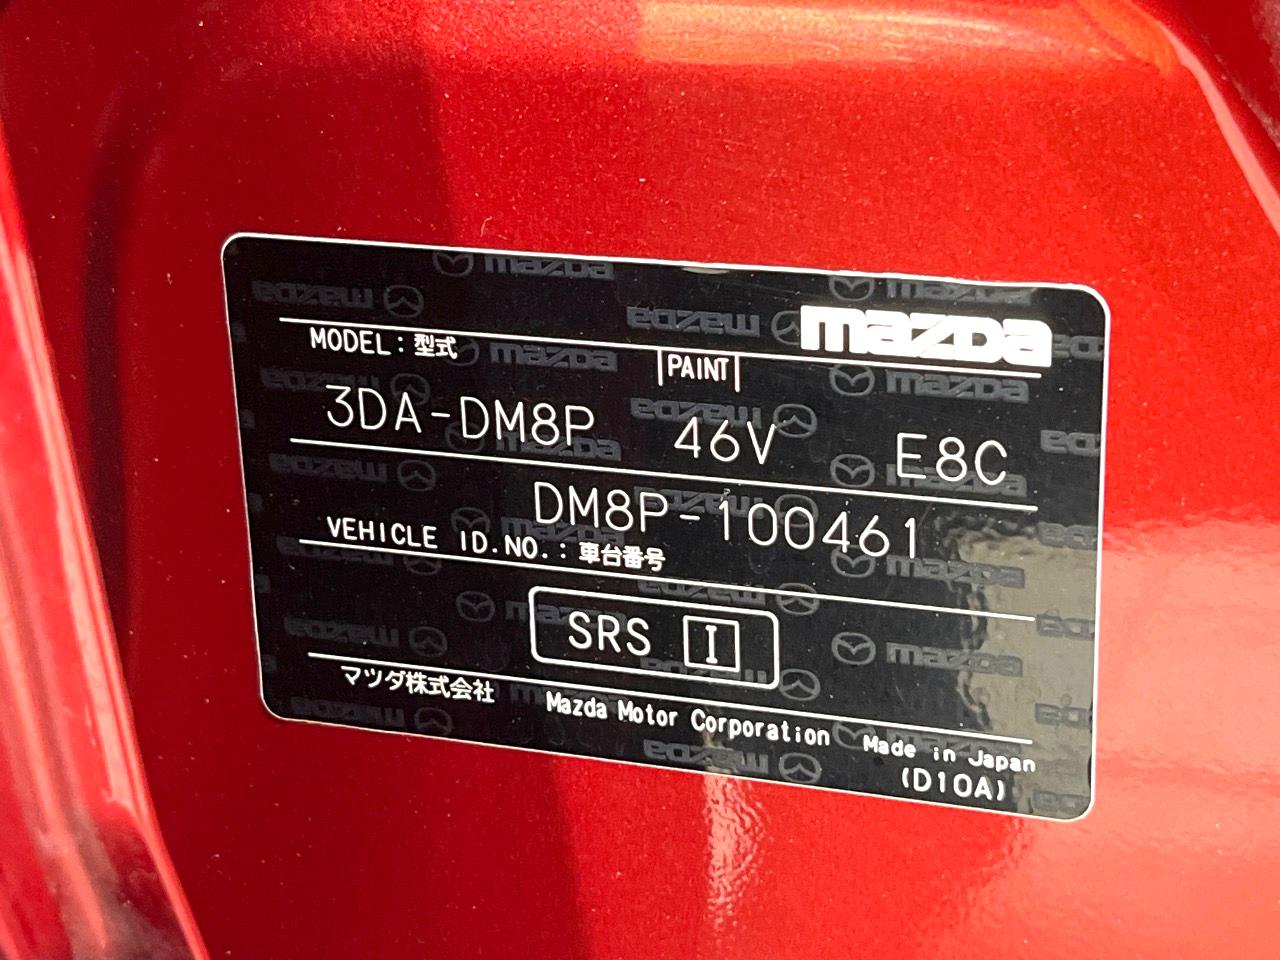 mazda
MODEL：型式
PAINT
3DA-DM8P 46V E8C
DM8P-100461
VEHICLE ID.NO.：車台番号
SRS I
マツダ株式会社 Mazda Motor Corporation Made in Japan
(D10A)